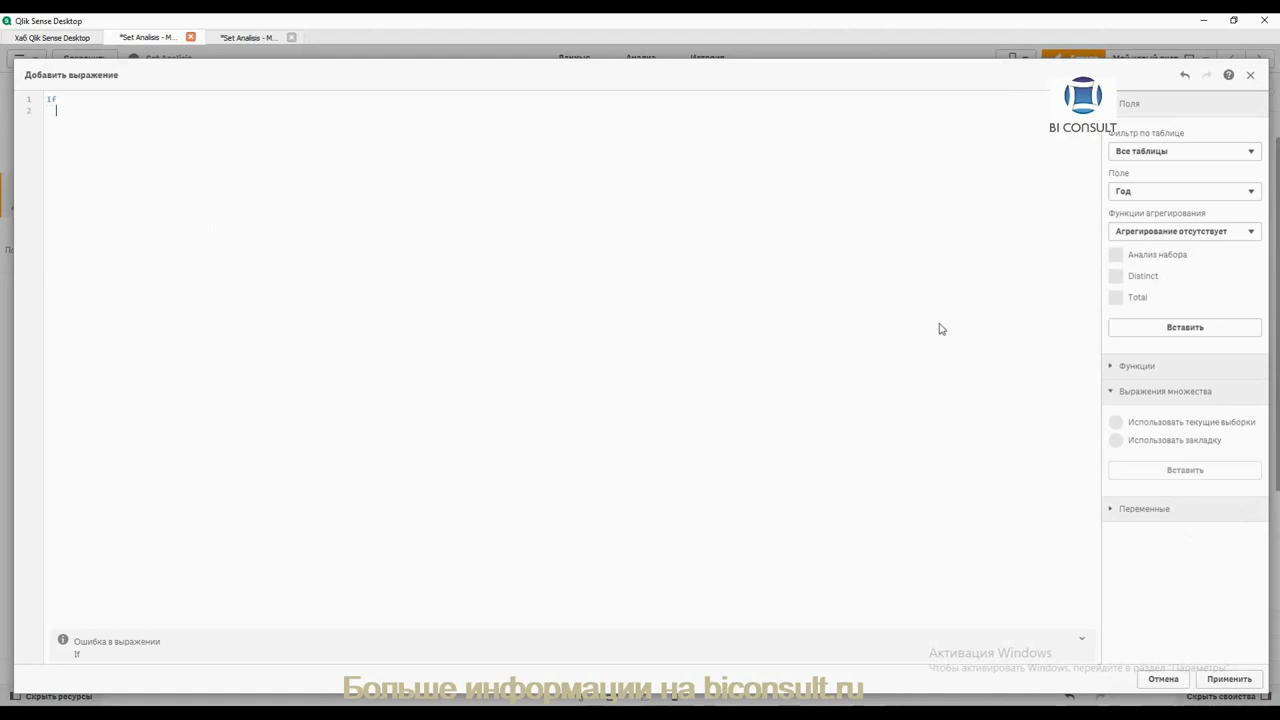 Qlik Sense Desktop
Хаб Qlik Sense Desktop
*Set Analisis - M...
*Set Analisis - M...
Добавить выражение
1
If
2
BI CONSULT
Поля
Фильтр по таблице
Все таблицы
Поле
Год
Функции агрегирования
Агрегирование отсутствует
Анализ набора
Distinct
Total
Вставить
Функции
Выражения множества
Использовать текущие выборки
Использовать закладку
Вставить
Переменные
Ошибка в выражении
If
Активация Windows
Чтобы активировать Windows, перейдите в раздел "Параметры".
Отмена
Применить
Больше информации на biconsult.ru
Скрыть ресурсы
Скрыть свойства